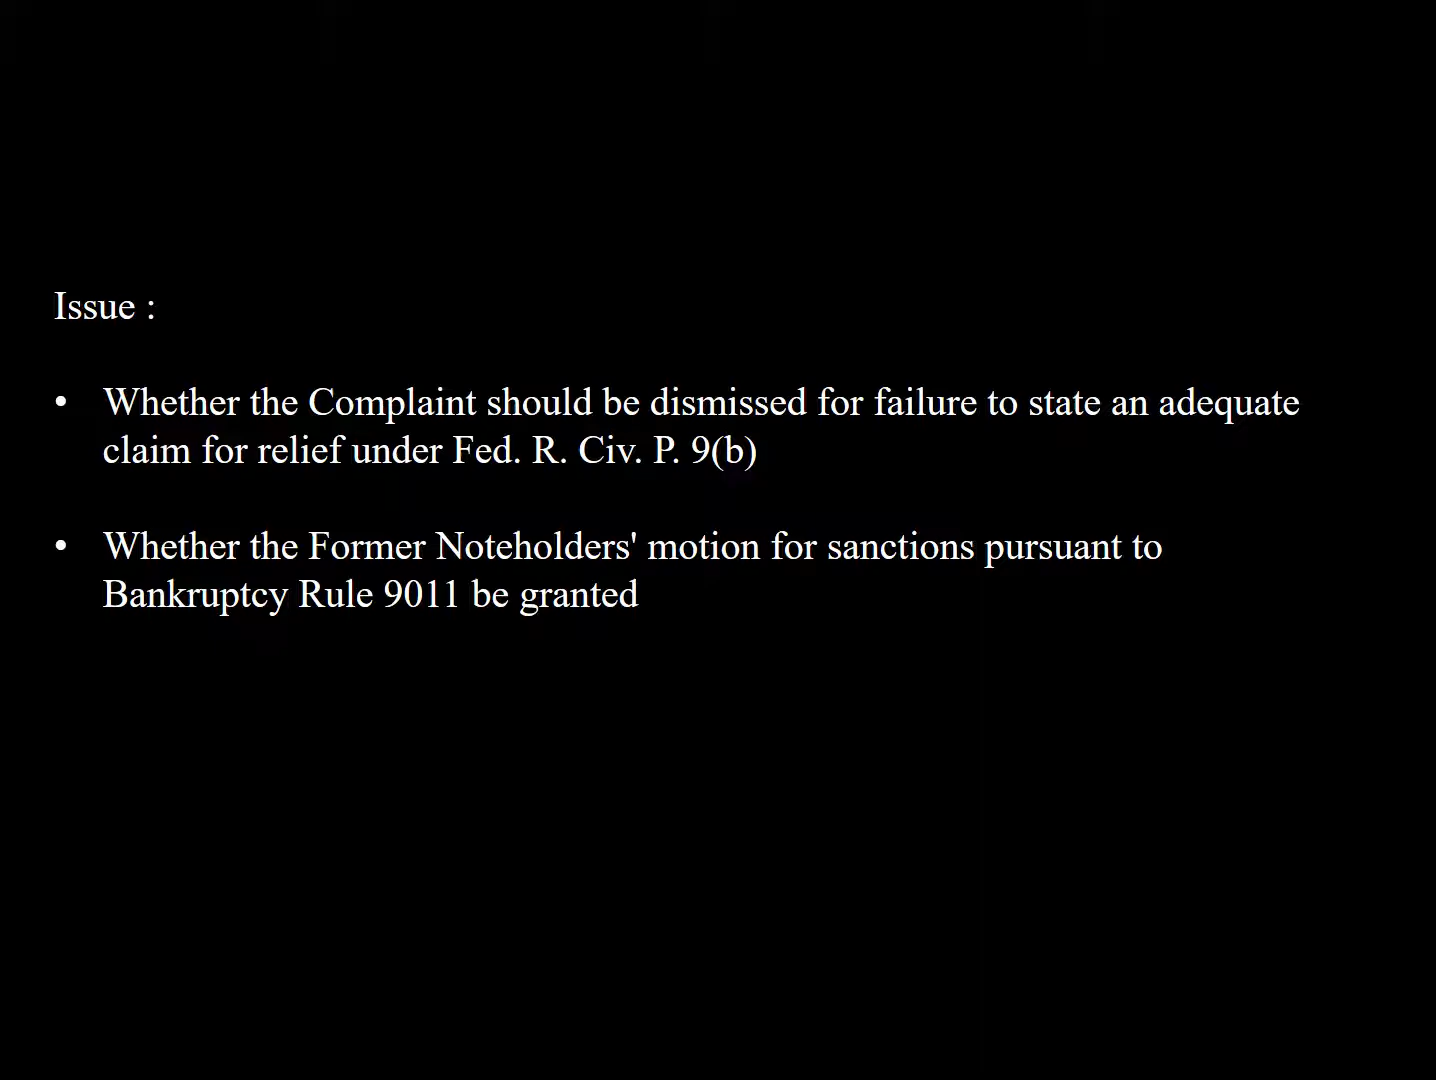 Issue :
• Whether the Complaint should be dismissed for failure to state an adequate
claim for relief under Fed. R. Civ. P. 9(b)
• Whether the Former Noteholders' motion for sanctions pursuant to
Bankruptcy Rule 9011 be granted